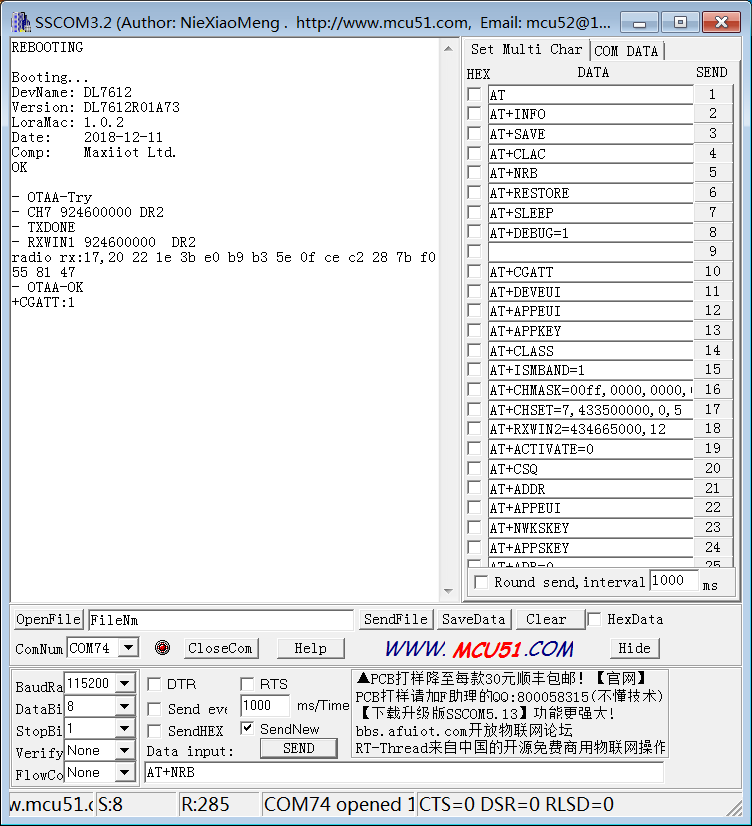 SSCOM3.2 (Author: NieXiaoMeng .  http://www.mcu51.com,  Email: mcu52@1...
REBOOTING
Booting...
DevName: DL7612
Version: DL7612R01A73
LoraMac: 1.0.2
Date:    2018-12-11
Comp:    Maxiiot Ltd.
OK
- OTAA-Try
- CH7 924600000 DR2
- TXDONE
- RXWIN1 924600000  DR2
radio rx:17,20 22 1e 3b e0 b9 b3 5e 0f ce c2 28 7b f0
55 81 47
- OTAA-OK
+CGATT:1
Set Multi Char COM DATA
HEX DATA SEND
AT 1
AT+INFO 2
AT+SAVE 3
AT+CLAC 4
AT+NRB 5
AT+RESTORE 6
AT+SLEEP 7
AT+DEBUG=1 8
9
AT+CGATT 10
AT+DEVEUI 11
AT+APPEUI 12
AT+APPKEY 13
AT+CLASS 14
AT+ISMBAND=1 15
AT+CHMASK=00ff,0000,0000, 16
AT+CHSET=7,433500000,0,5 17
AT+RXWIN2=434665000,12 18
AT+ACTIVATE=0 19
AT+CSQ 20
AT+ADDR 21
AT+APPEUI 22
AT+NWKSKEY 23
AT+APPSKEY 24
AT+ADR=0 25
Round send,interval 1000 ms
OpenFile FileNm SendFile SaveData Clear HexData
ComNum COM74 CloseCom Help WWW.MCU51.COM Hide
BaudRa 115200 DTR RTS
DataBi 8 Send eve 1000 ms/Time
StopBi 1 SendHEX SendNew
Verify None Data input: SEND
FlowCo None AT+NRB
▲PCB打样降至每款30元顺丰包邮！【官网】
PCB打样请加F助理的QQ:800058315(不懂技术)
【下载升级版SSCOM5.13】功能更强大！
bbs.afuiot.com开放物联网论坛
RT-Thread来自中国的开源免费商用物联网操作
w.mcu51.c S:8 R:285 COM74 opened 1 CTS=0 DSR=0 RLSD=0